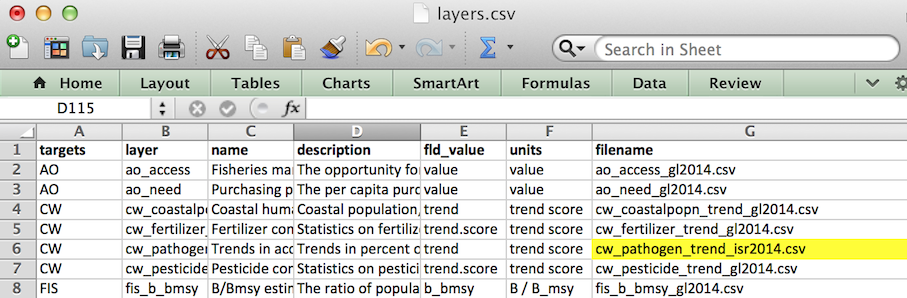 layers.csv
Search in Sheet
Home Layout Tables Charts SmartArt Formulas Data Review
D115 fx
A B C D E F G
1 targets layer name description fld_value units filename
2 AO ao_access Fisheries ma The opportunity fo value value ao_access_gl2014.csv
3 AO ao_need Purchasing p The per capita purc value value ao_need_gl2014.csv
4 CW cw_coastalpo Coastal huma Coastal population, trend trend score cw_coastalpopn_trend_gl2014.csv
5 CW cw_fertilizer_ Fertilizer con Statistics on fertiliz trend.score trend score cw_fertilizer_trend_gl2014.csv
6 CW cw_pathogen Trends in acc Trends in percent o trend trend score cw_pathogen_trend_isr2014.csv
7 CW cw_pesticide Pesticide con Statistics on pestici trend.score trend score cw_pesticide_trend_gl2014.csv
8 FIS fis_b_bmsy B/Bmsy estin The ratio of popula b_bmsy B / B_msy fis_b_bmsy_gl2014.csv